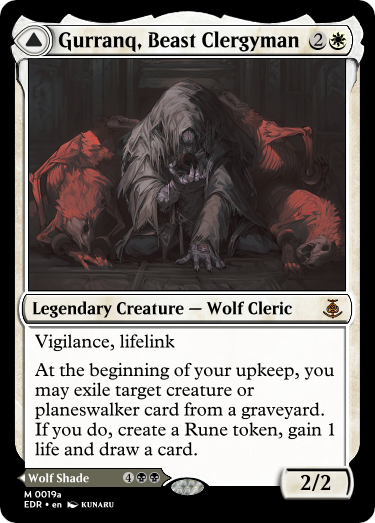 Gurranq, Beast Clergyman 2
Legendary Creature — Wolf Cleric
Vigilance, lifelink
At the beginning of your upkeep, you
may exile target creature or
planeswalker card from a graveyard.
If you do, create a Rune token, gain 1
life and draw a card.
Wolf Shade 4
2/2
M 0019a
EDR • en KUNARU